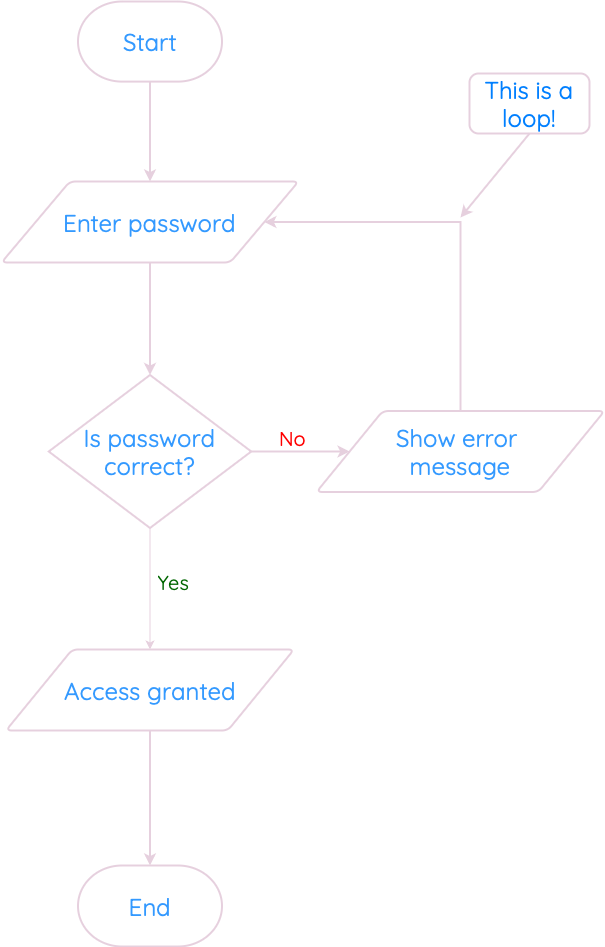 Start
This is a
loop!
Enter password
Is password
correct?
No
Show error
message
Yes
Access granted
End